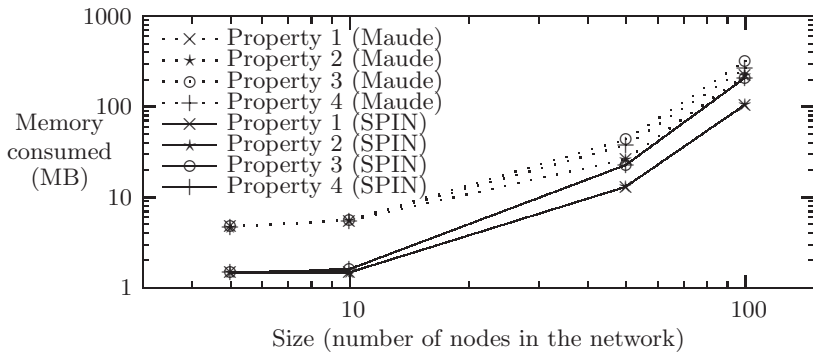 1000
100
10
1
Memory
consumed
(MB)
Property 1 (Maude)
Property 2 (Maude)
Property 3 (Maude)
Property 4 (Maude)
Property 1 (SPIN)
Property 2 (SPIN)
Property 3 (SPIN)
Property 4 (SPIN)
10 100
Size (number of nodes in the network)